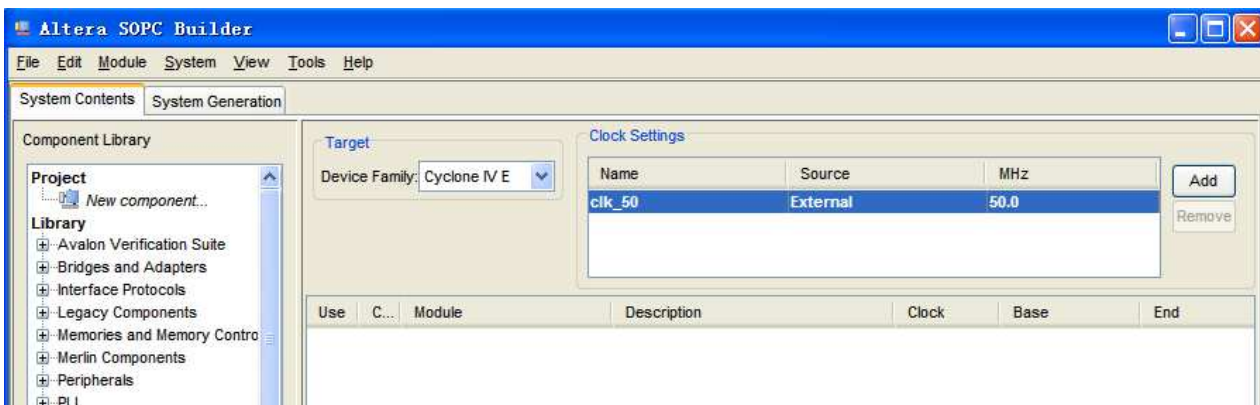 Altera SOPC Builder
File Edit Module System View Tools Help
System Contents System Generation
Component Library
Project
New component...
Library
Avalon Verification Suite
Bridges and Adapters
Interface Protocols
Legacy Components
Memories and Memory Contro
Merlin Components
Peripherals
PLL
Target
Device Family: Cyclone IV E
Clock Settings
Name Source MHz
clk_50 External 50.0
Add
Remove
Use C... Module Description Clock Base End